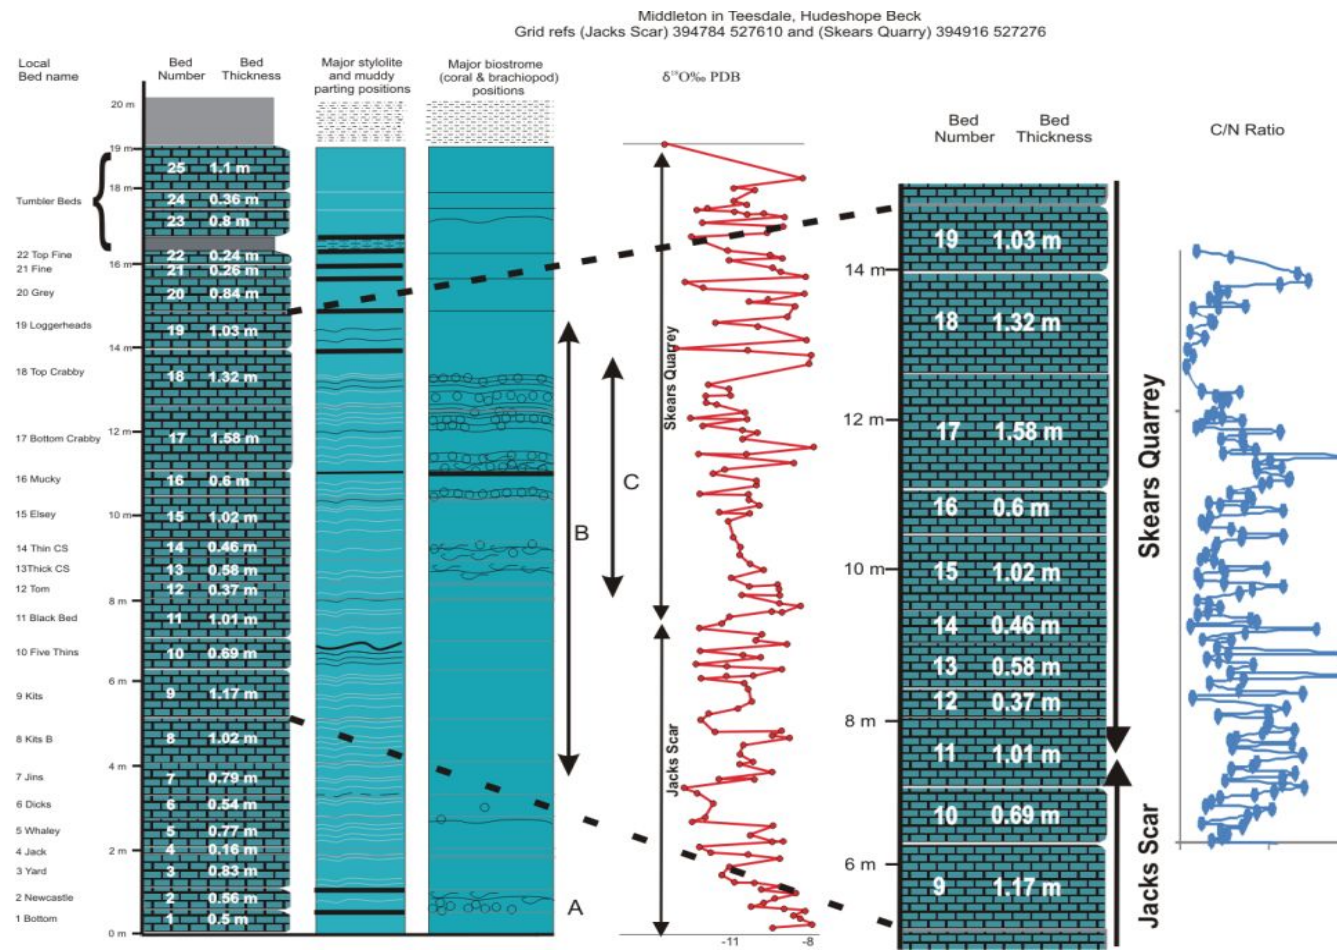 Middleton in Teesdale, Hudeshope Beck
Grid refs (Jacks Scar) 394784 527610 and (Skears Quarry) 394916 527276
Local
Bed name
Bed
Number
Bed
Thickness
Major stylolite
and muddy
parting positions
Major biostrome
(coral & brachiopod)
positions
δ¹⁸O‰ PDB
Bed
Number
Bed
Thickness
C/N Ratio
20 m
19 m
18 m
16 m
14 m
12 m
10 m
8 m
6 m
4 m
2 m
0 m
Tumbler Beds
22 Top Fine
21 Fine
20 Grey
19 Loggerheads
18 Top Crabby
17 Bottom Crabby
16 Mucky
15 Elsey
14 Thin CS
13Thick CS
12 Tom
11 Black Bed
10 Five Thins
9 Kits
8 Kits B
7 Jins
6 Dicks
5 Whaley
4 Jack
3 Yard
2 Newcastle
1 Bottom
25 1.1 m
24 0.36 m
23 0.8 m
22 0.24 m
21 0.26 m
20 0.84 m
19 1.03 m
18 1.32 m
17 1.58 m
16 0.6 m
15 1.02 m
14 0.46 m
13 0.58 m
12 0.37 m
11 1.01 m
10 0.69 m
9 1.17 m
8 1.02 m
7 0.79 m
6 0.54 m
5 0.77 m
4 0.16 m
3 0.83 m
2 0.56 m
1 0.5 m
A
B
C
Skears Quarrey
Jacks Scar
-11 -8
14 m
12 m
10 m
8 m
6 m
19 1.03 m
18 1.32 m
17 1.58 m
16 0.6 m
15 1.02 m
14 0.46 m
13 0.58 m
12 0.37 m
11 1.01 m
10 0.69 m
9 1.17 m
Skears Quarrey
Jacks Scar